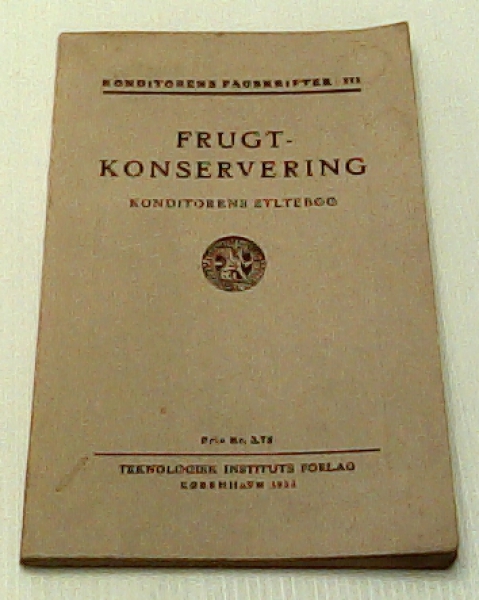 KONDITORENS FAGSKRIFTER III
FRUGT-
KONSERVERING
KONDITORENS SYLTEBOG
Pris Kr. 3,75
TEKNOLOGISK INSTITUTS FORLAG
KØBENHAVN